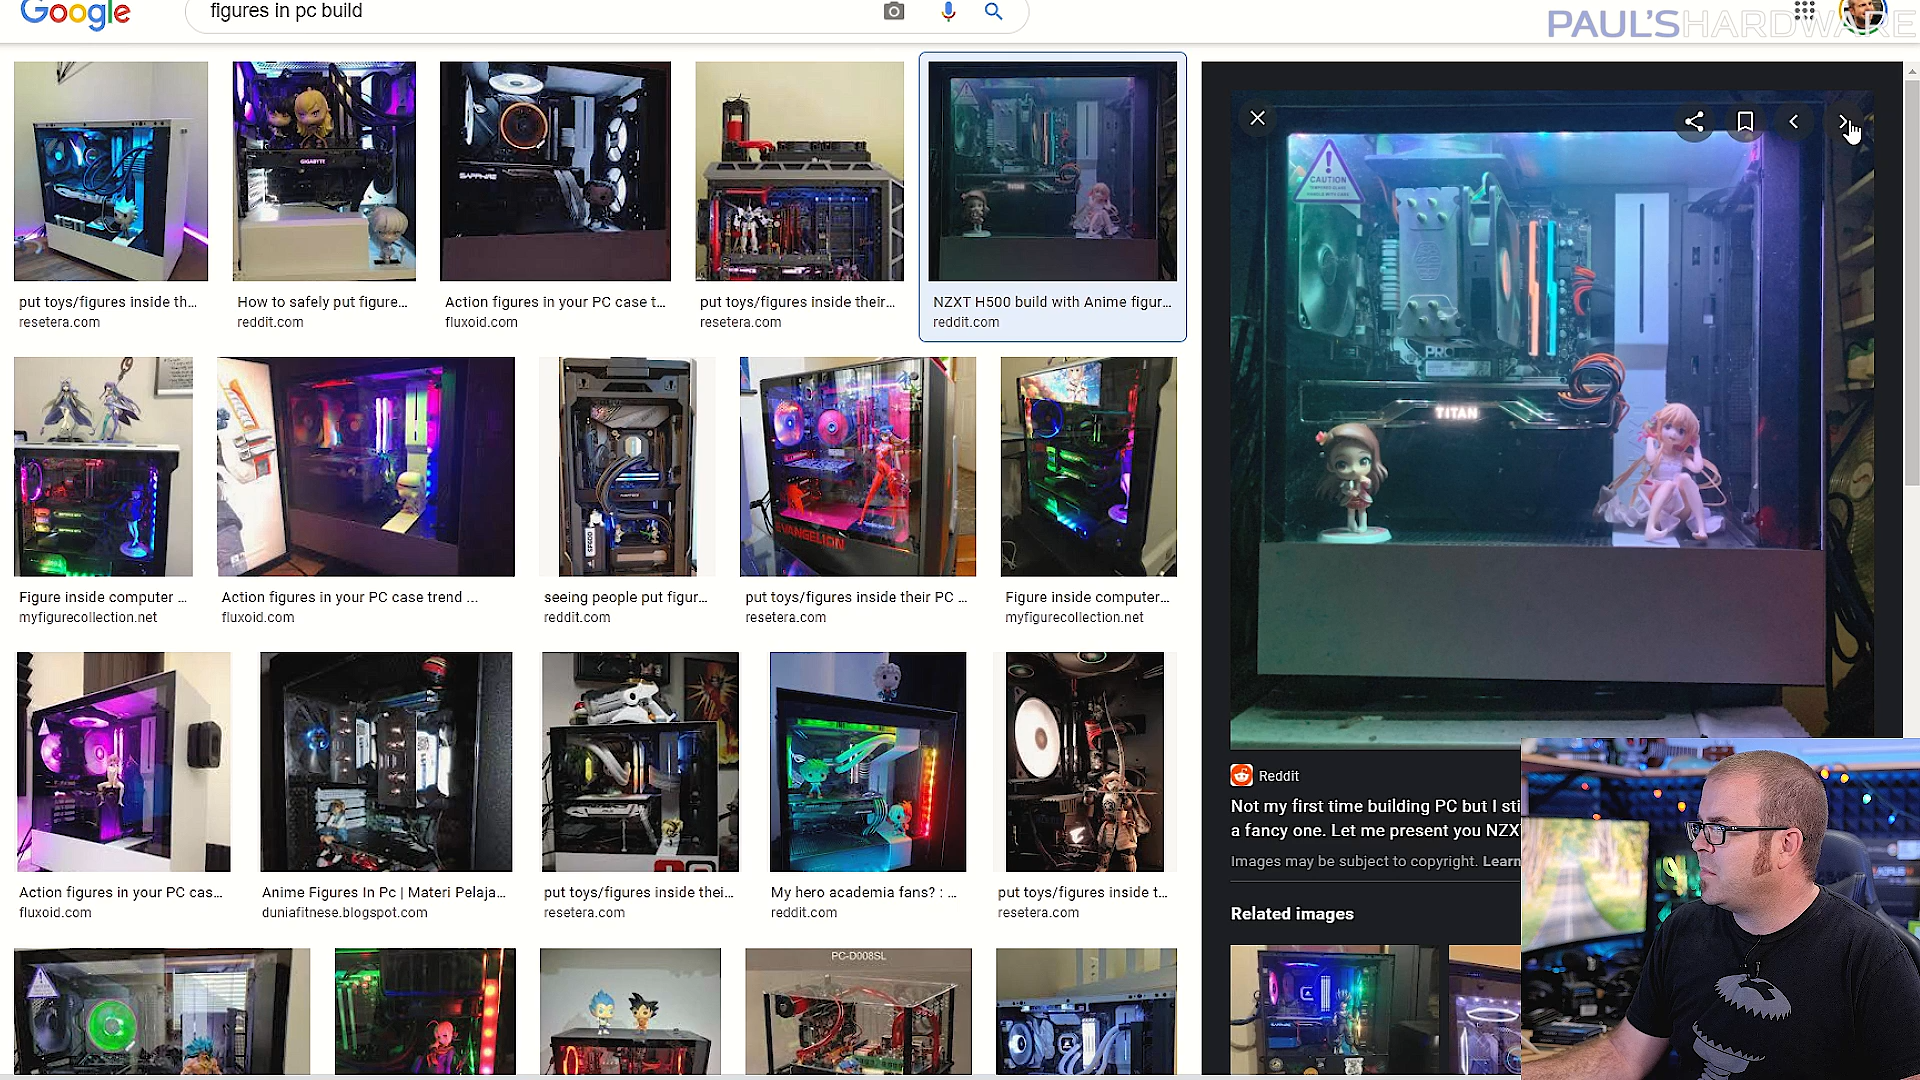 Google
figures in pc build
PAUL'SHARDWARE
GIGABYTE
SAPPHIRE
put toys/figures inside th...
resetera.com
How to safely put figure...
reddit.com
Action figures in your PC case t...
fluxoid.com
put toys/figures inside their...
resetera.com
NZXT H500 build with Anime figur...
reddit.com
CAUTION
PRO
TITAN
SF600
EVANGELION
Figure inside computer ...
myfigurecollection.net
Action figures in your PC case trend ...
fluxoid.com
seeing people put figur...
reddit.com
put toys/figures inside their PC ...
resetera.com
Figure inside computer...
myfigurecollection.net
Reddit
Not my first time building PC but I sti
a fancy one. Let me present you NZX
Images may be subject to copyright. Learn
Action figures in your PC cas...
fluxoid.com
Anime Figures In Pc | Materi Pelaja...
duniafitnese.blogspot.com
put toys/figures inside thei...
resetera.com
My hero academia fans? : ...
reddit.com
put toys/figures inside t...
resetera.com
Related images
PC-D008SL